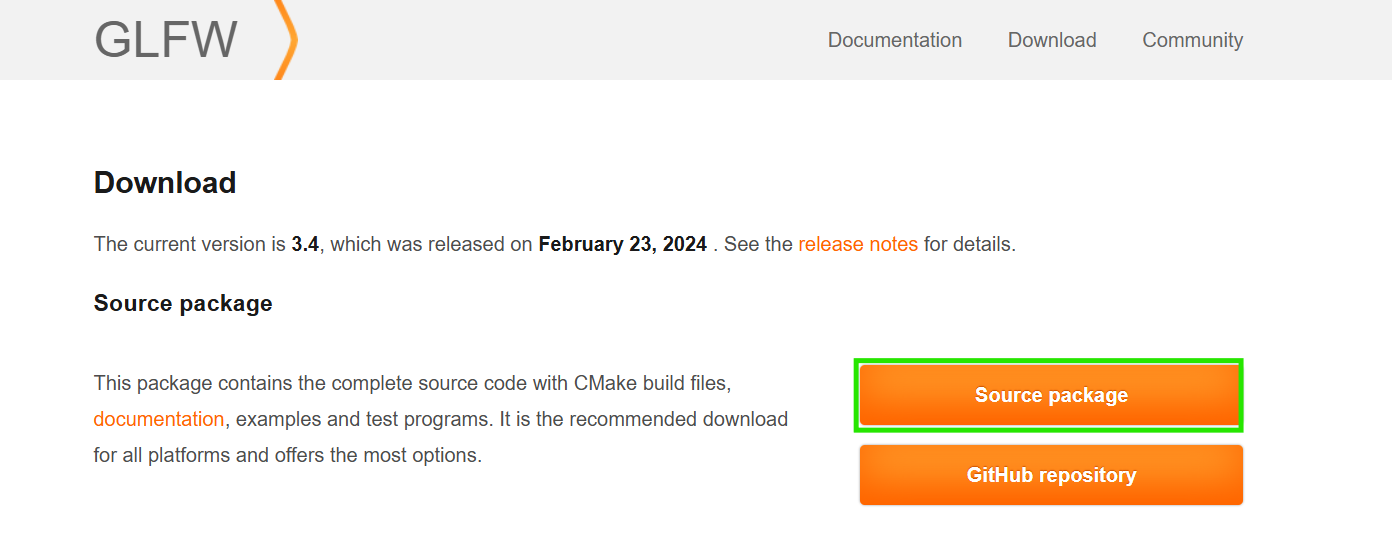 GLFW
Documentation Download Community
Download
The current version is 3.4, which was released on February 23, 2024 . See the release notes for details.
Source package
This package contains the complete source code with CMake build files,
documentation, examples and test programs. It is the recommended download
for all platforms and offers the most options.
Source package
GitHub repository